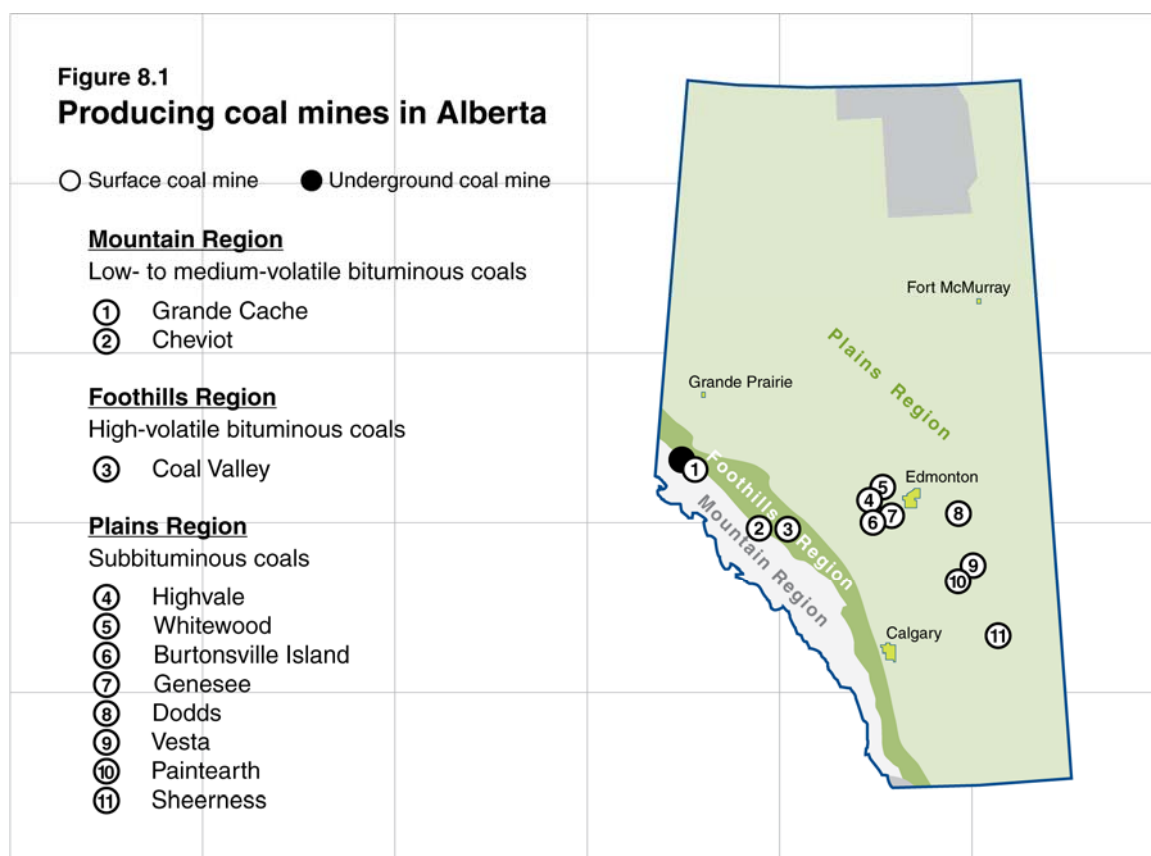 Figure 8.1
Producing coal mines in Alberta
Surface coal mine
Underground coal mine
Mountain Region
Low- to medium-volatile bituminous coals
1 Grande Cache
2 Cheviot
Foothills Region
High-volatile bituminous coals
3 Coal Valley
Plains Region
Subbituminous coals
4 Highvale
5 Whitewood
6 Burtonsville Island
7 Genesee
8 Dodds
9 Vesta
10 Paintearth
11 Sheerness
Fort McMurray
Plains Region
Grande Prairie
1
Foothills Region
Mountain Region
Edmonton
5
4
7
6
8
2
3
9
10
11
Calgary